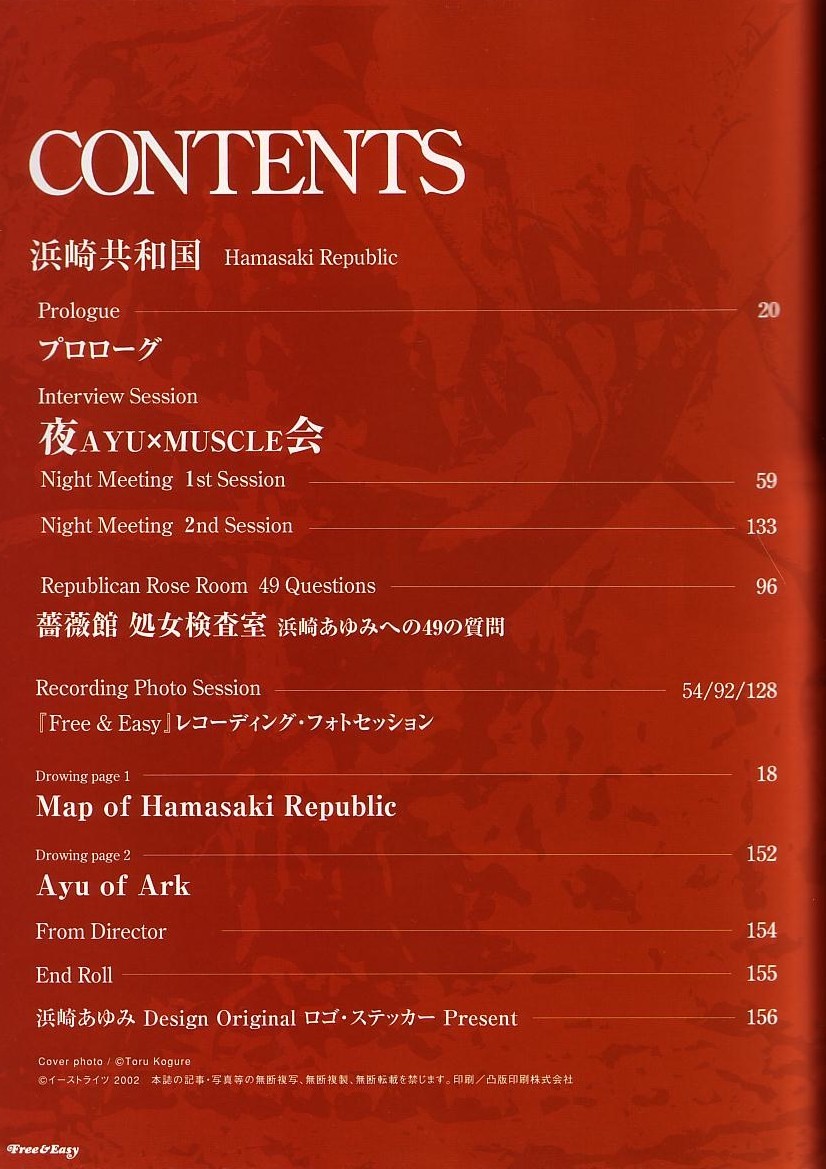 CONTENTS
浜崎共和国 Hamasaki Republic
Prologue 20
プロローグ
Interview Session
夜AYU×MUSCLE会
Night Meeting 1st Session 59
Night Meeting 2nd Session 133
Republican Rose Room 49 Questions 96
薔薇館 処女検査室 浜崎あゆみへの49の質問
Recording Photo Session 54/92/128
『Free & Easy』レコーディング・フォトセッション
Drowing page 1 18
Map of Hamasaki Republic
Drowing page 2 152
Ayu of Ark
From Director 154
End Roll 155
浜崎あゆみ Design Original ロゴ・ステッカー Present 156
Cover photo / ©Toru Kogure
©イーストライツ 2002 本誌の記事・写真等の無断複写、無断複製、無断転載を禁じます。印刷／凸版印刷株式会社
Free&Easy